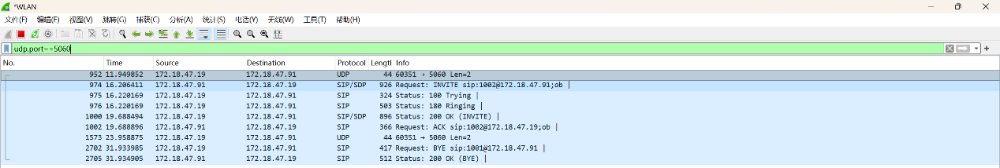 *WLAN
文件(F) 编辑(E) 视图(V) 跳转(G) 捕获(C) 分析(A) 统计(S) 电话(Y) 无线(W) 工具(T) 帮助(H)
udp.port==5060
No. Time Source Destination Protocol Lengtl Info
952 11.949852 172.18.47.19 172.18.47.91 UDP 44 60351 → 5060 Len=2
974 16.206411 172.18.47.91 172.18.47.19 SIP/SDP 926 Request: INVITE sip:1002@172.18.47.91;ob |
975 16.220169 172.18.47.19 172.18.47.91 SIP 324 Status: 100 Trying |
976 16.220169 172.18.47.19 172.18.47.91 SIP 503 Status: 180 Ringing |
1000 19.688494 172.18.47.19 172.18.47.91 SIP/SDP 896 Status: 200 OK (INVITE) |
1002 19.688896 172.18.47.91 172.18.47.19 SIP 366 Request: ACK sip:1002@172.18.47.19;ob |
1573 23.958875 172.18.47.19 172.18.47.91 UDP 44 60351 → 5060 Len=2
2702 31.933985 172.18.47.19 172.18.47.91 SIP 417 Request: BYE sip:1001@172.18.47.91 |
2705 31.934905 172.18.47.91 172.18.47.19 SIP 512 Status: 200 OK (BYE) |